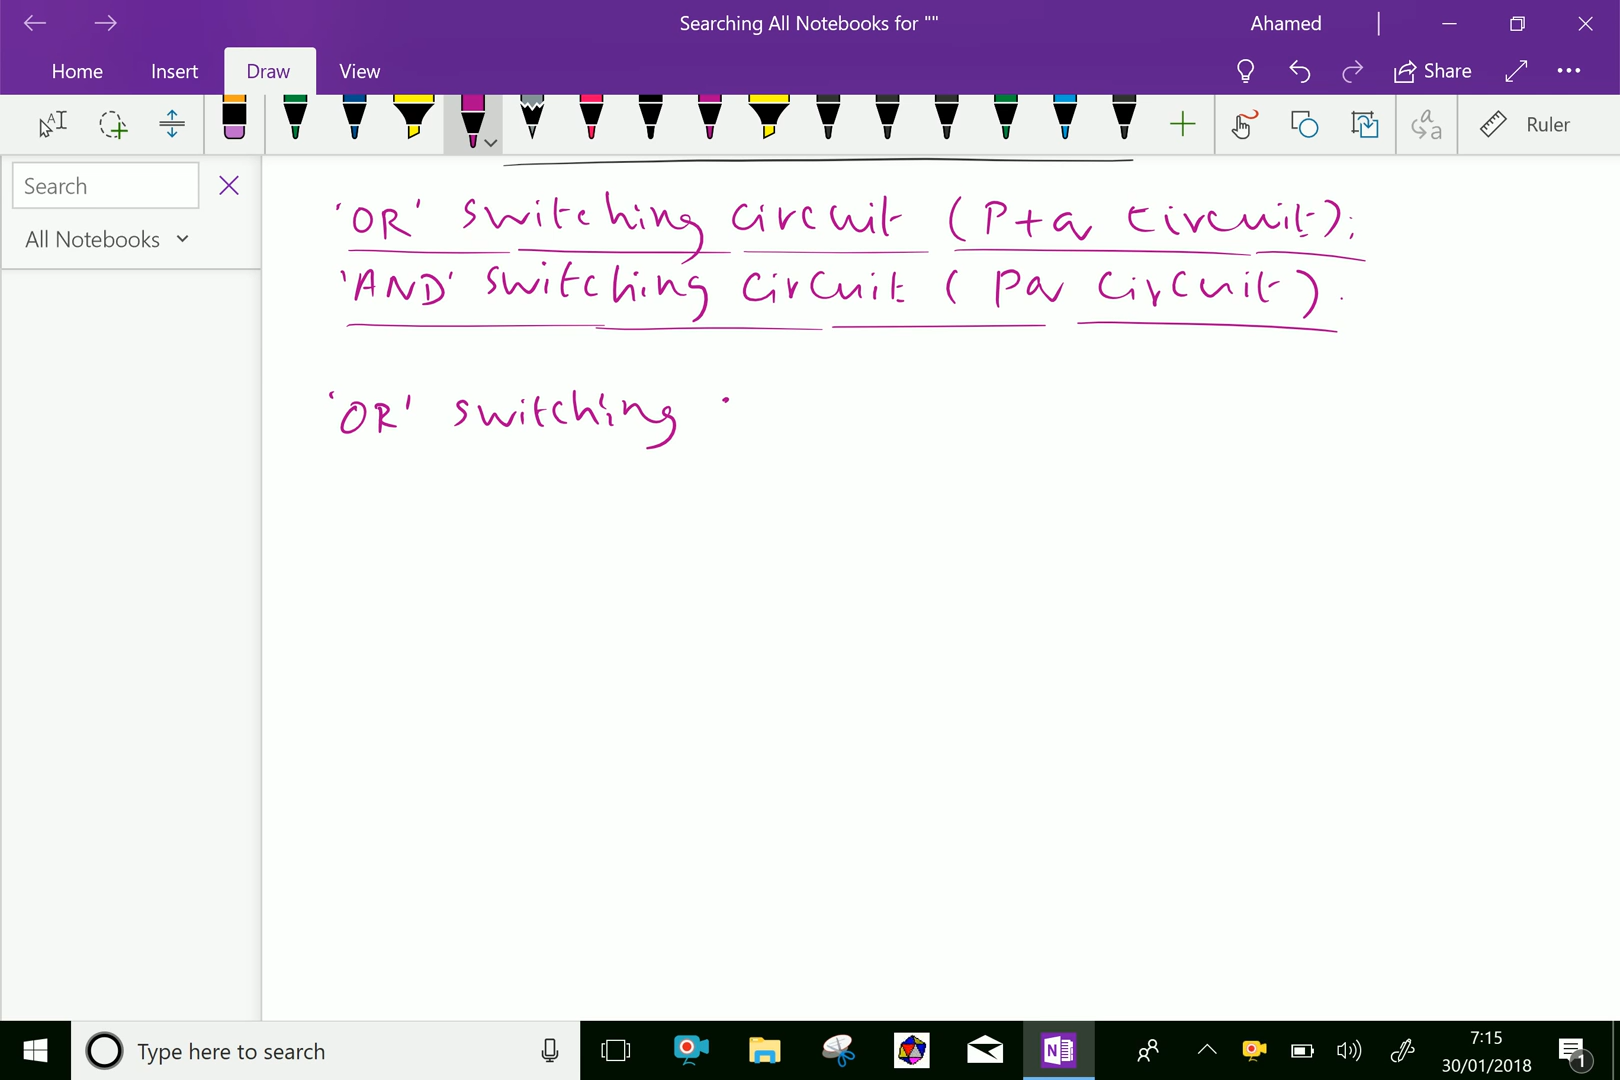 Searching All Notebooks for ""
Ahamed
Home Insert Draw View
Share
Ruler
Search
All Notebooks
'OR' switching circuit (P+Q circuit);
'AND' switching circuit (PQ circuit).
'OR' switching
Type here to search
7:15
30/01/2018
1